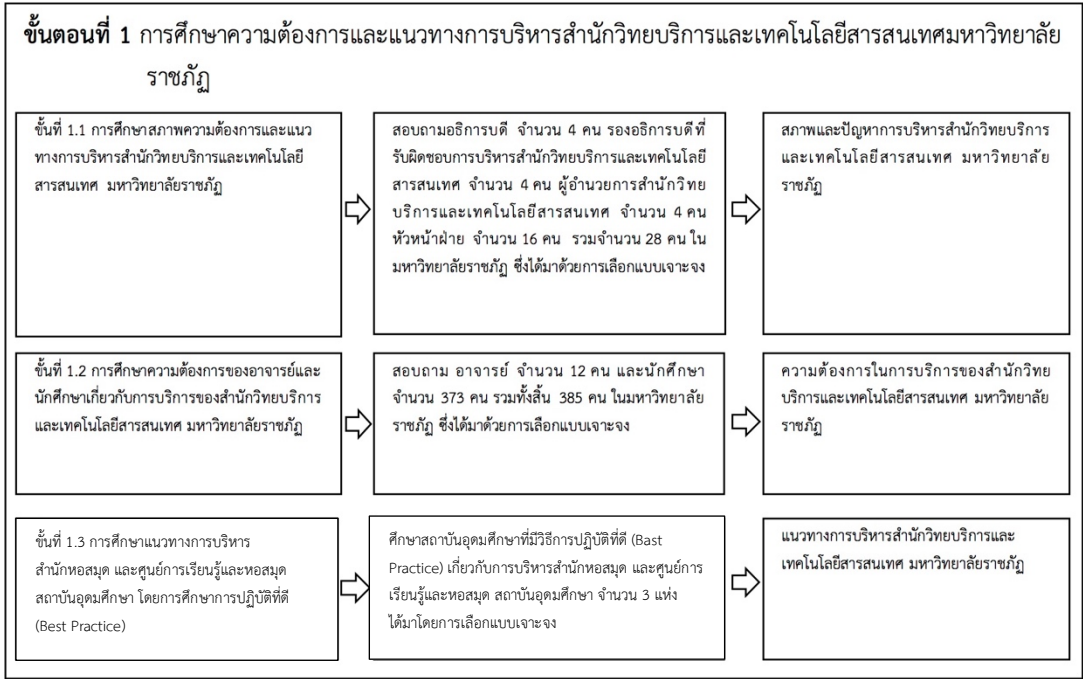 ขั้นตอนที่ 1 การศึกษาความต้องการและแนวทางการบริหารสำนักวิทยบริการและเทคโนโลยีสารสนเทศมหาวิทยาลัย
ราชภัฏ
ขั้นที่ 1.1 การศึกษาสภาพความต้องการและแนว
ทางการบริหารสำนักวิทยบริการและเทคโนโลยี
สารสนเทศ มหาวิทยาลัยราชภัฏ
สอบถามอธิการบดี จำนวน 4 คน รองอธิการบดีที่
รับผิดชอบการบริหารสำนักวิทยบริการและเทคโนโลยี
สารสนเทศ จำนวน 4 คน ผู้อำนวยการสำนักวิทย
บริการและเทคโนโลยีสารสนเทศ จำนวน 4 คน
หัวหน้าฝ่าย จำนวน 16 คน รวมจำนวน 28 คน ใน
มหาวิทยาลัยราชภัฏ ซึ่งได้มาด้วยการเลือกแบบเจาะจง
สภาพและปัญหาการบริหารสำนักวิทยบริการ
และเทคโนโลยีสารสนเทศ มหาวิทยาลัย
ราชภัฏ
ขั้นที่ 1.2 การศึกษาความต้องการของอาจารย์และ
นักศึกษาเกี่ยวกับการบริการของสำนักวิทยบริการ
และเทคโนโลยีสารสนเทศ มหาวิทยาลัยราชภัฏ
สอบถาม อาจารย์ จำนวน 12 คน และนักศึกษา
จำนวน 373 คน รวมทั้งสิ้น 385 คน ในมหาวิทยาลัย
ราชภัฏ ซึ่งได้มาด้วยการเลือกแบบเจาะจง
ความต้องการในการบริการของสำนักวิทย
บริการและเทคโนโลยีสารสนเทศ มหาวิทยาลัย
ราชภัฏ
ขั้นที่ 1.3 การศึกษาแนวทางการบริหาร
สำนักหอสมุด และศูนย์การเรียนรู้และหอสมุด
สถาบันอุดมศึกษา โดยการศึกษาการปฏิบัติที่ดี
(Best Practice)
ศึกษาสถาบันอุดมศึกษาที่มีวิธีการปฏิบัติที่ดี (Bast
Practice) เกี่ยวกับการบริหารสำนักหอสมุด และศูนย์การ
เรียนรู้และหอสมุด สถาบันอุดมศึกษา จำนวน 3 แห่ง
ได้มาโดยการเลือกแบบเจาะจง
แนวทางการบริหารสำนักวิทยบริการและ
เทคโนโลยีสารสนเทศ มหาวิทยาลัยราชภัฏ